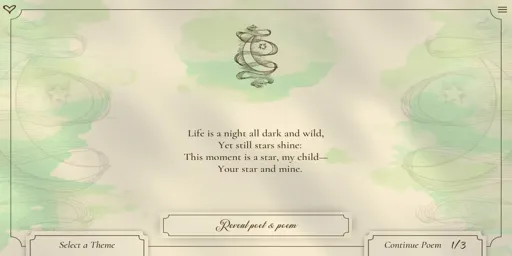 Life is a night all dark and wild,
Yet still stars shine:
This moment is a star, my child—
Your star and mine.
Reveal poet & poem
Select a Theme
Continue Poem 1/3